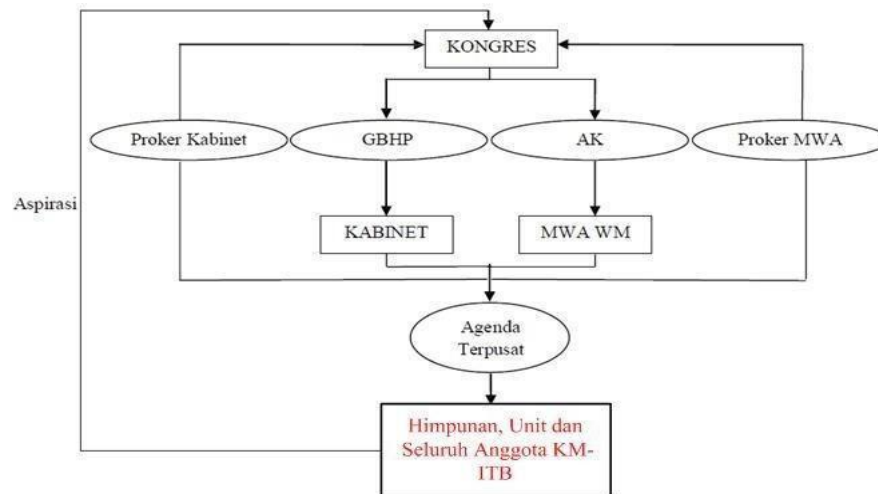 KONGRES
Proker Kabinet
GBHP
AK
Proker MWA
Aspirasi
KABINET
MWA WM
Agenda
Terpusat
Himpunan, Unit dan
Seluruh Anggota KM-
ITB